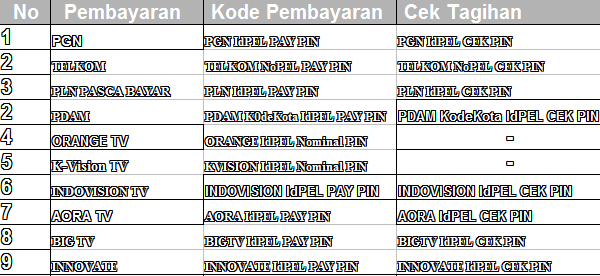 No Pembayaran Kode Pembayaran Cek Tagihan
1 PGN PGN IdPEL PAY PIN PGN IdPEL CEK PIN
2 TELKOM TELKOM NoPEL PAY PIN TELKOM NoPEL CEK PIN
3 PLN PASCA BAYAR PLN IdPEL PAY PIN PLN IdPEL CEK PIN
2 PDAM PDAM K0deKota IdPEL PAY PIN PDAM KodeKota IdPEL CEK PIN
4 ORANGE TV ORANGE IdPEL Nominal PIN -
5 K-Vision TV KVISION IdPEL Nominal PIN -
6 INDOVISION TV INDOVISION IdPEL PAY PIN INDOVISION IdPEL CEK PIN
7 AORA TV AORA IdPEL PAY PIN AORA IdPEL CEK PIN
8 BIG TV BIGTV IdPEL PAY PIN BIGTV IdPEL CEK PIN
9 INNOVATE INNOVATE IdPEL PAY PIN INNOVATE IdPEL CEK PIN